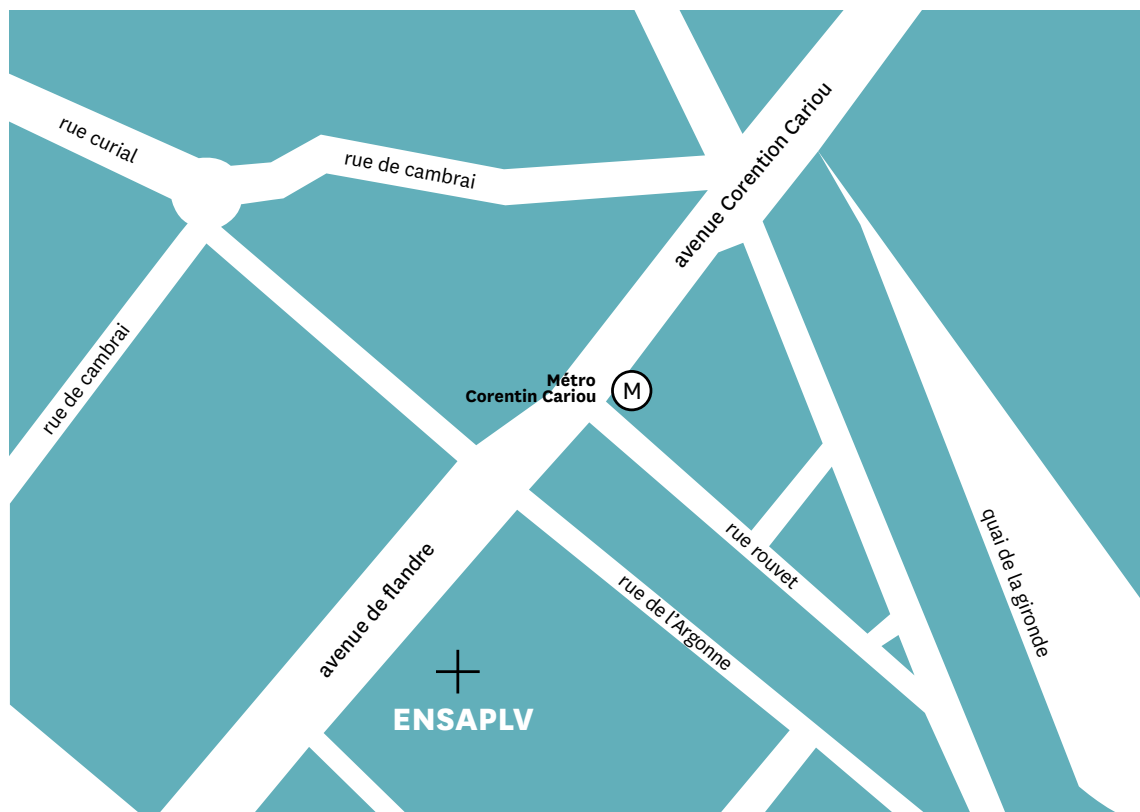 rue curial
rue de cambrai
avenue Corention Cariou
rue de cambrai
Métro
Corentin Cariou
M
quai de la gironde
rue rouvet
avenue de flandre
rue de l'Argonne
ENSAPLV